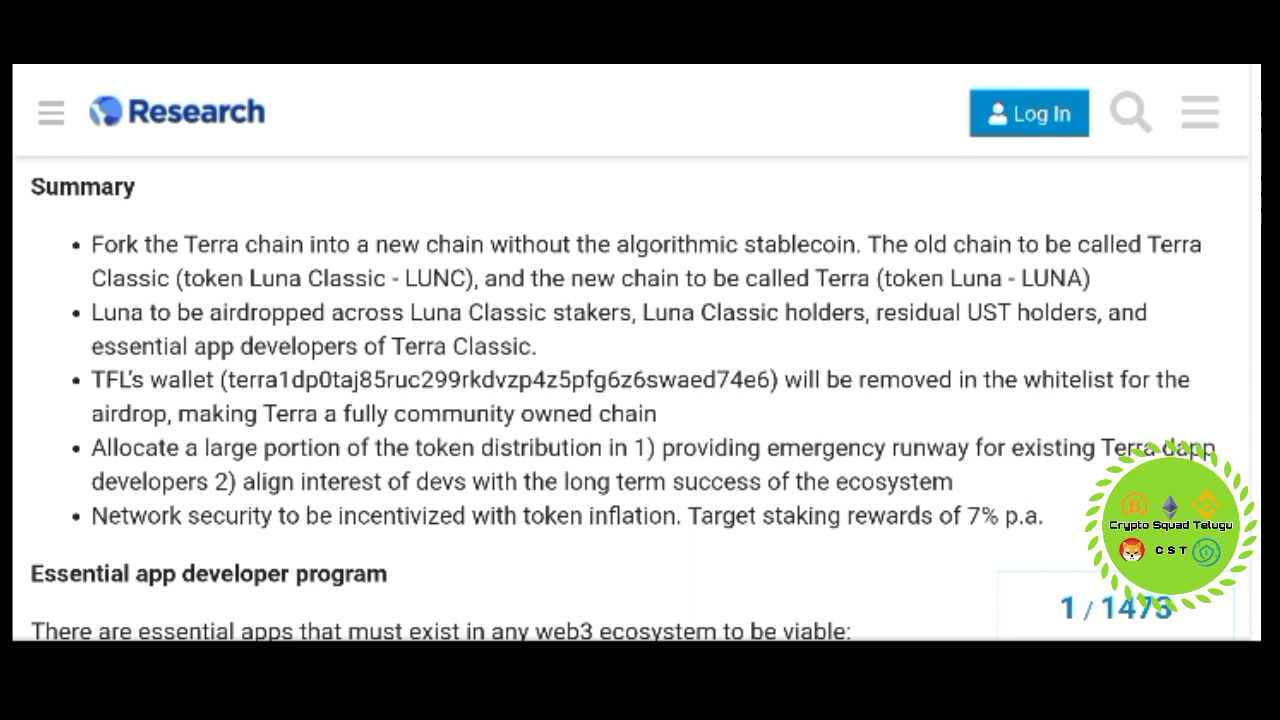 Research
Log In
Summary
Fork the Terra chain into a new chain without the algorithmic stablecoin. The old chain to be called Terra
Classic (token Luna Classic - LUNC), and the new chain to be called Terra (token Luna - LUNA)
Luna to be airdropped across Luna Classic stakers, Luna Classic holders, residual UST holders, and
essential app developers of Terra Classic.
TFL's wallet (terra1dp0taj85ruc299rkdvzp4z5pfg6z6swaed74e6) will be removed in the whitelist for the
airdrop, making Terra a fully community owned chain
Allocate a large portion of the token distribution in 1) providing emergency runway for existing Terra dapp
developers 2) align interest of devs with the long term success of the ecosystem
Network security to be incentivized with token inflation. Target staking rewards of 7% p.a.
Crypto Squad Telugu
CST
Essential app developer program
1 / 1473
There are essential apps that must exist in any web3 ecosystem to be viable: